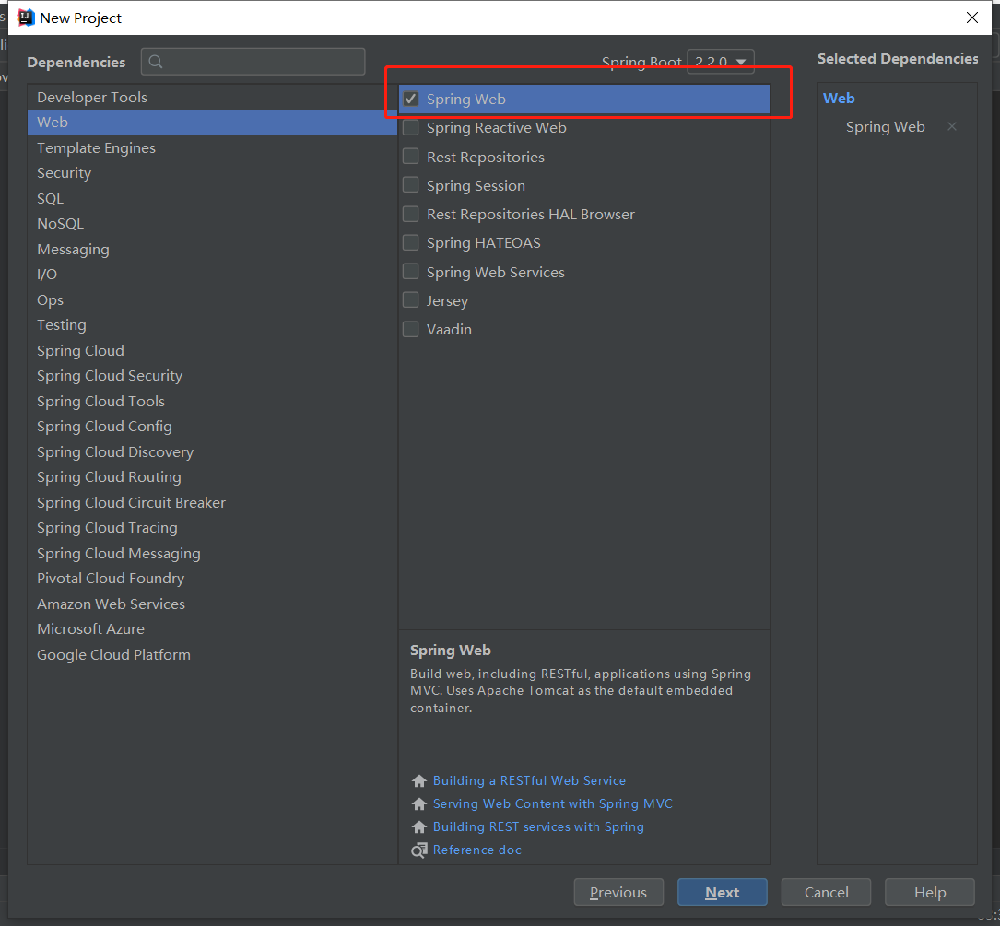 New Project
Dependencies
Spring Boot 2.2.0
Selected Dependencies
Developer Tools
Web
Template Engines
Security
SQL
NoSQL
Messaging
I/O
Ops
Testing
Spring Cloud
Spring Cloud Security
Spring Cloud Tools
Spring Cloud Config
Spring Cloud Discovery
Spring Cloud Routing
Spring Cloud Circuit Breaker
Spring Cloud Tracing
Spring Cloud Messaging
Pivotal Cloud Foundry
Amazon Web Services
Microsoft Azure
Google Cloud Platform
Spring Web
Spring Reactive Web
Rest Repositories
Spring Session
Rest Repositories HAL Browser
Spring HATEOAS
Spring Web Services
Jersey
Vaadin
Spring Web
Build web, including RESTful, applications using Spring
MVC. Uses Apache Tomcat as the default embedded
container.
Building a RESTful Web Service
Serving Web Content with Spring MVC
Building REST services with Spring
Reference doc
Web
Spring Web
Previous
Next
Cancel
Help